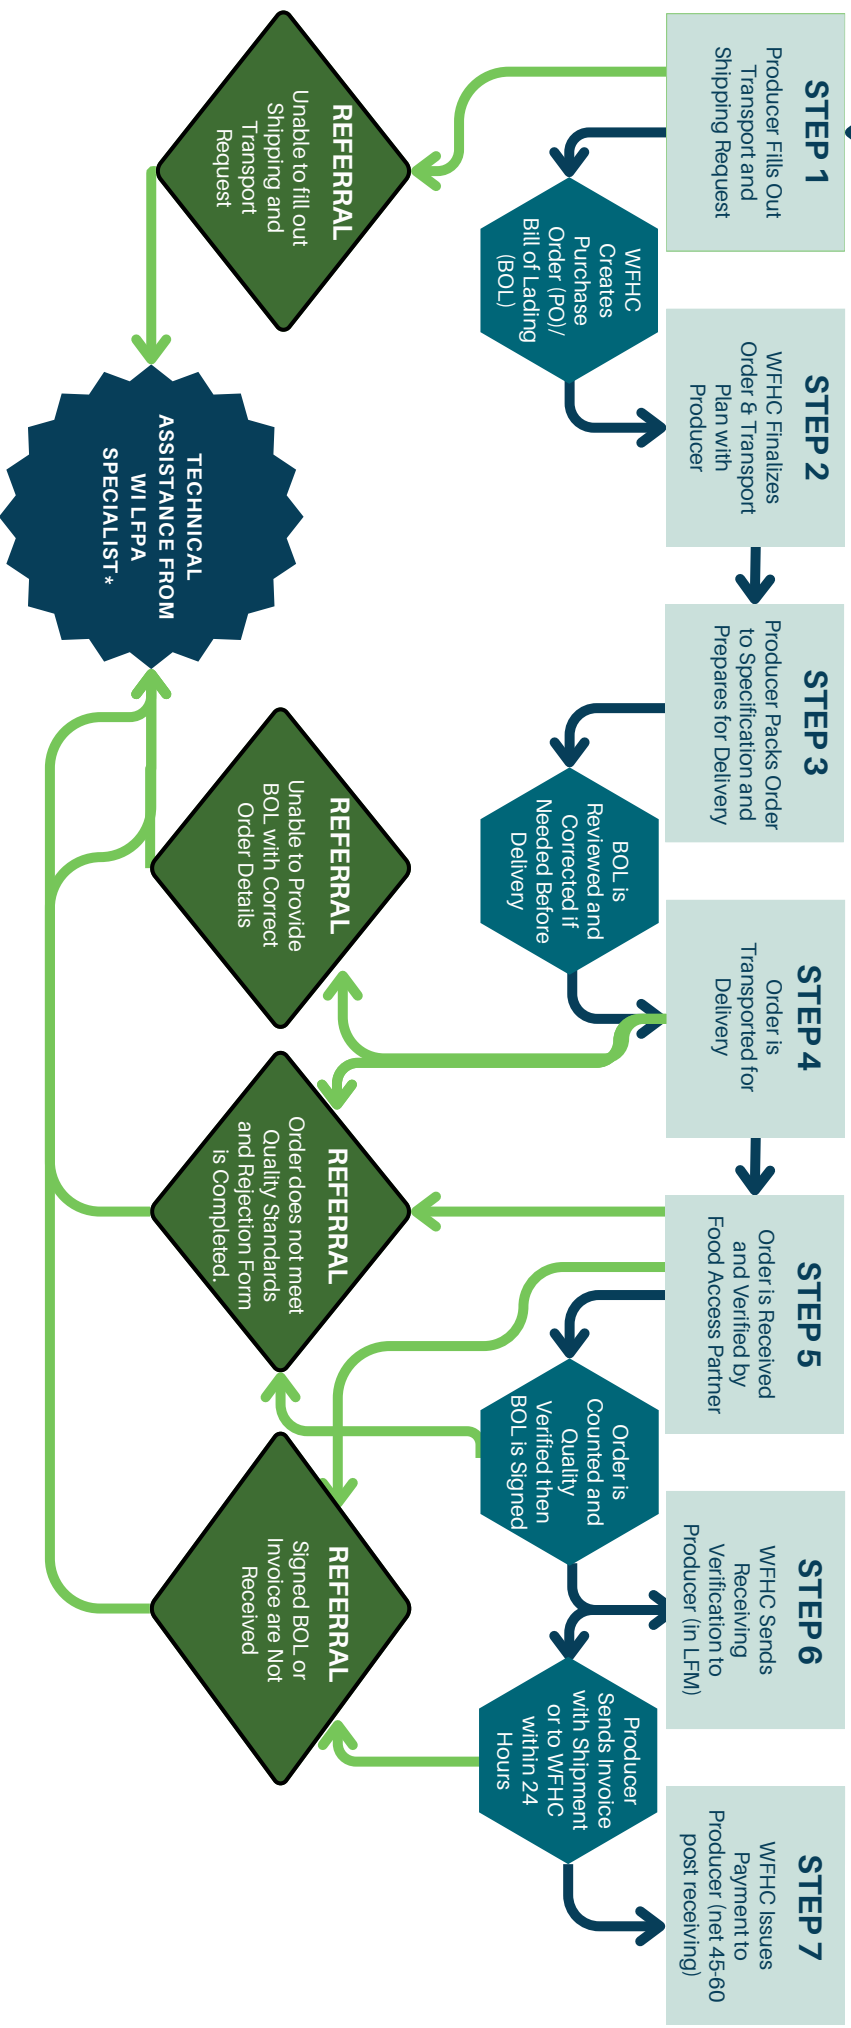 STEP 1
Producer Fills Out
Transport and
Shipping Request
STEP 2
WFHC Finalizes
Order & Transport
Plan with
Producer
STEP 3
Producer Packs Order
to Specification and
Prepares for Delivery
STEP 4
Order is
Transported for
Delivery
STEP 5
Order is Received
and Verified by
Food Access Partner
STEP 6
WFHC Sends
Receiving
Verification to
Producer (in LFM)
STEP 7
WFHC Issues
Payment to
Producer (net 45-60
post receiving)
WFHC
Creates
Purchase
Order (PO)/
Bill of Lading
(BOL)
BOL is
Reviewed and
Corrected if
Needed Before
Delivery
Order is
Counted and
Quality
Verified then
BOL is Signed
Producer
Sends Invoice
with Shipment
or to WFHC
within 24
Hours
REFERRAL
Unable to fill out
Shipping and
Transport
Request
REFERRAL
Unable to Provide
BOL with Correct
Order Details
REFERRAL
Order does not meet
Quality Standards
and Rejection Form
is Completed.
REFERRAL
Signed BOL or
Invoice are Not
Received
TECHNICAL
ASSISTANCE FROM
WI LFPA
SPECIALIST*